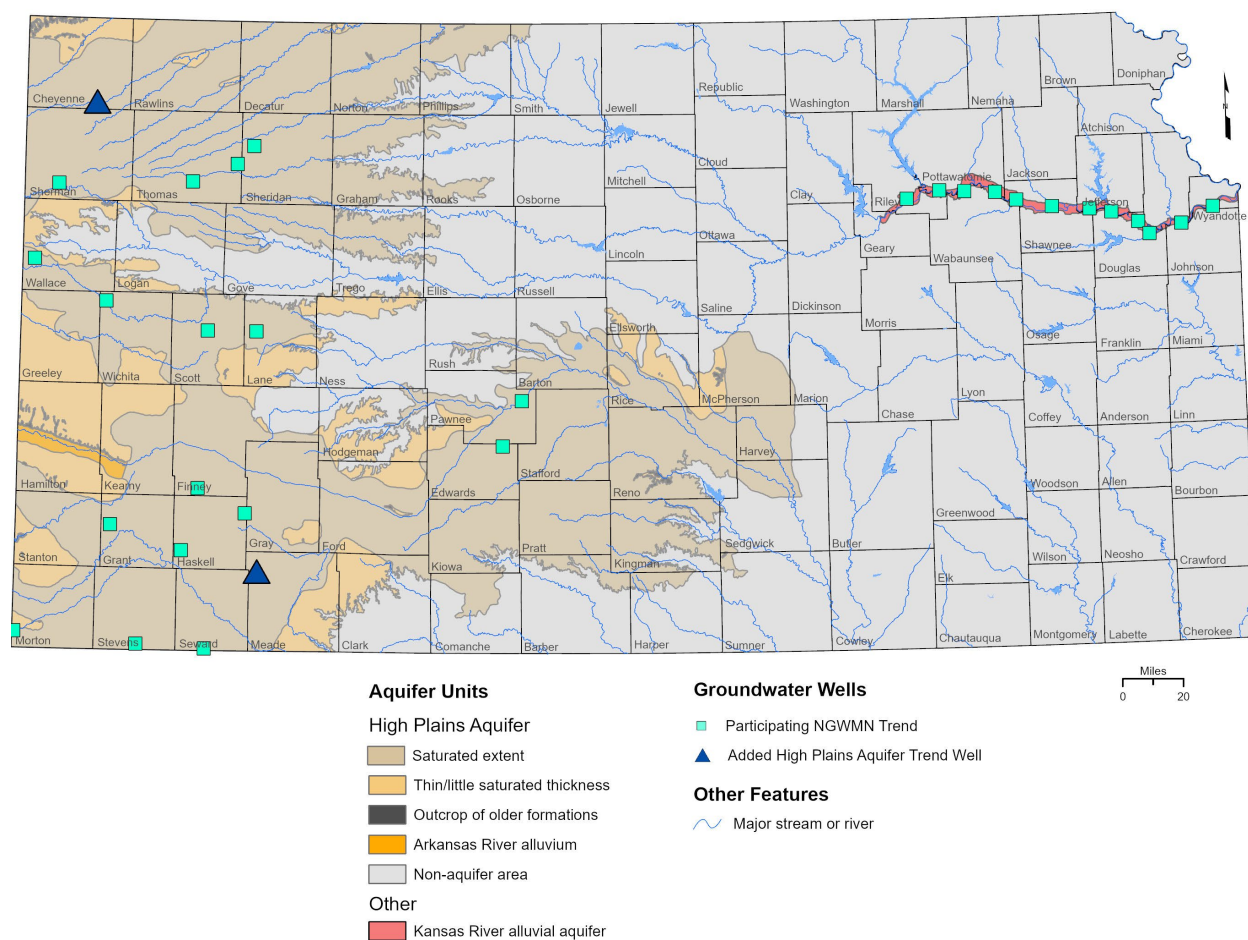 Doniphan
Brown
Nemaha
Marshall
Washington
Republic
Jewell
Smith
Phillips
Norton
Decatur
Rawlins
Cheyenne
Atchison
Cloud
Mitchell
Osborne
Rooks
Graham
Sheridan
Thomas
Sherman
Clay
Riley
Pottawatomie
Jackson
Jefferson
Wyandotte
Ottawa
Lincoln
Geary
Wabaunsee
Shawnee
Douglas
Johnson
Wallace
Logan
Gove
Trego
Ellis
Russell
Saline
Dickinson
Morris
Osage
Franklin
Miami
Ellsworth
Greeley
Wichita
Scott
Lane
Ness
Rush
Barton
Rice
McPherson
Marion
Chase
Lyon
Coffey
Anderson
Linn
Pawnee
Hodgeman
Hamilton
Kearny
Finney
Edwards
Stafford
Reno
Harvey
Woodson
Allen
Bourbon
Greenwood
Stanton
Grant
Haskell
Gray
Ford
Kiowa
Pratt
Kingman
Sedgwick
Butler
Elk
Wilson
Neosho
Crawford
Morton
Stevens
Seward
Meade
Clark
Comanche
Barber
Harper
Sumner
Cowley
Chautauqua
Montgomery
Labette
Cherokee
N
Miles
0 20
Aquifer Units
High Plains Aquifer
Saturated extent
Thin/little saturated thickness
Outcrop of older formations
Arkansas River alluvium
Non-aquifer area
Other
Kansas River alluvial aquifer
Groundwater Wells
Participating NGWMN Trend
Added High Plains Aquifer Trend Well
Other Features
Major stream or river